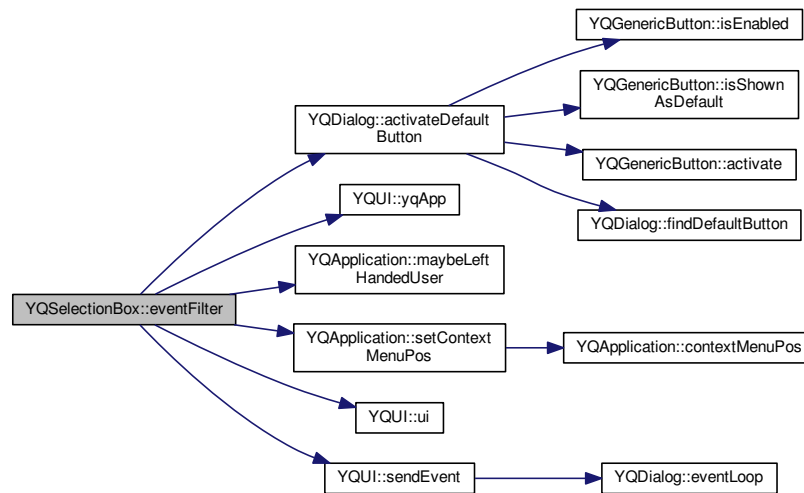 YQGenericButton::isEnabled
YQGenericButton::isShown
AsDefault
YQDialog::activateDefault
Button
YQGenericButton::activate
YQUI::yqApp
YQDialog::findDefaultButton
YQApplication::maybeLeft
HandedUser
YQSelectionBox::eventFilter
YQApplication::setContext
MenuPos
YQApplication::contextMenuPos
YQUI::ui
YQUI::sendEvent
YQDialog::eventLoop